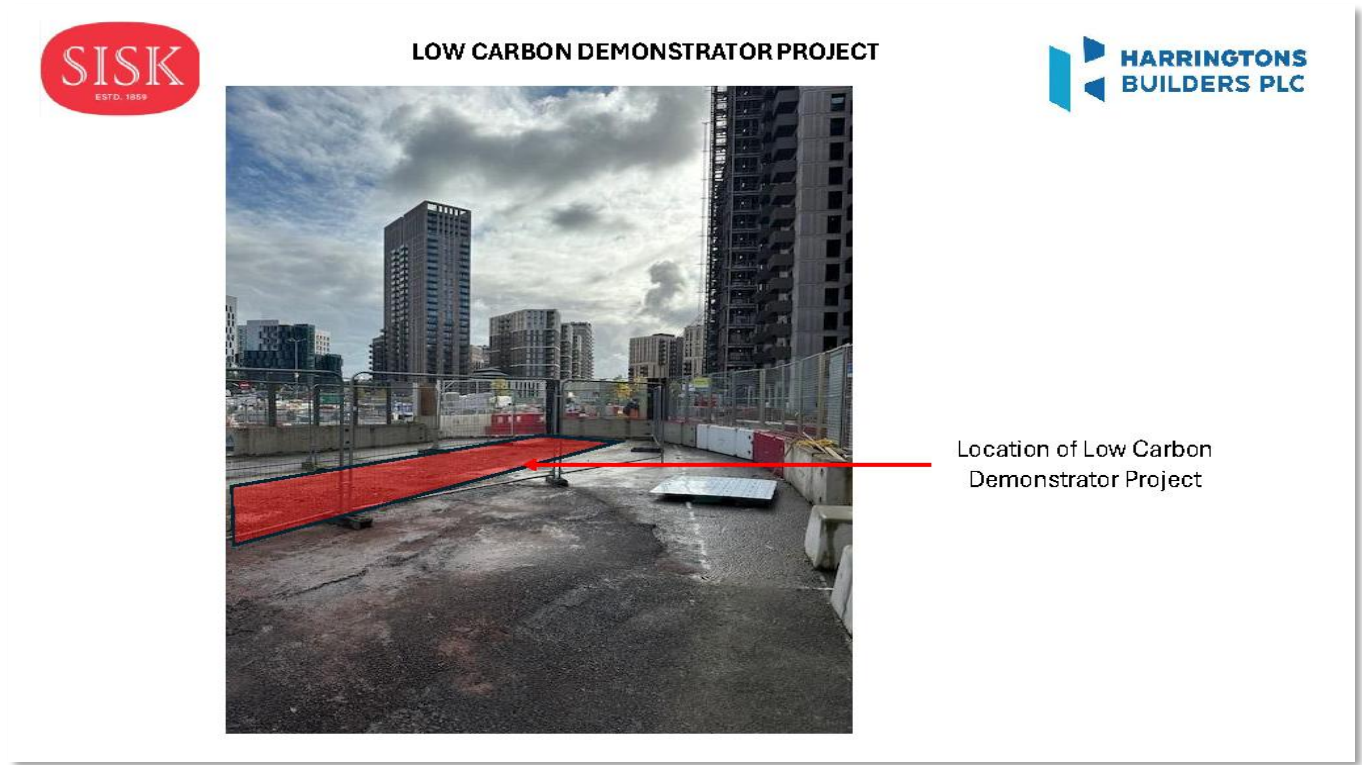 SISK
ESTD. 1859
LOW CARBON DEMONSTRATOR PROJECT
HARRINGTONS
BUILDERS PLC
Location of Low Carbon
Demonstrator Project